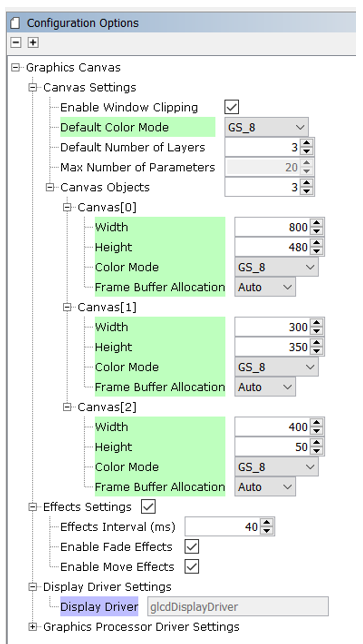 Configuration Options
Graphics Canvas
Canvas Settings
Enable Window Clipping
Default Color Mode GS_8
Default Number of Layers 3
Max Number of Parameters 20
Canvas Objects 3
Canvas[0]
Width 800
Height 480
Color Mode GS_8
Frame Buffer Allocation Auto
Canvas[1]
Width 300
Height 350
Color Mode GS_8
Frame Buffer Allocation Auto
Canvas[2]
Width 400
Height 50
Color Mode GS_8
Frame Buffer Allocation Auto
Effects Settings
Effects Interval (ms) 40
Enable Fade Effects
Enable Move Effects
Display Driver Settings
Display Driver glcdDisplayDriver
Graphics Processor Driver Settings